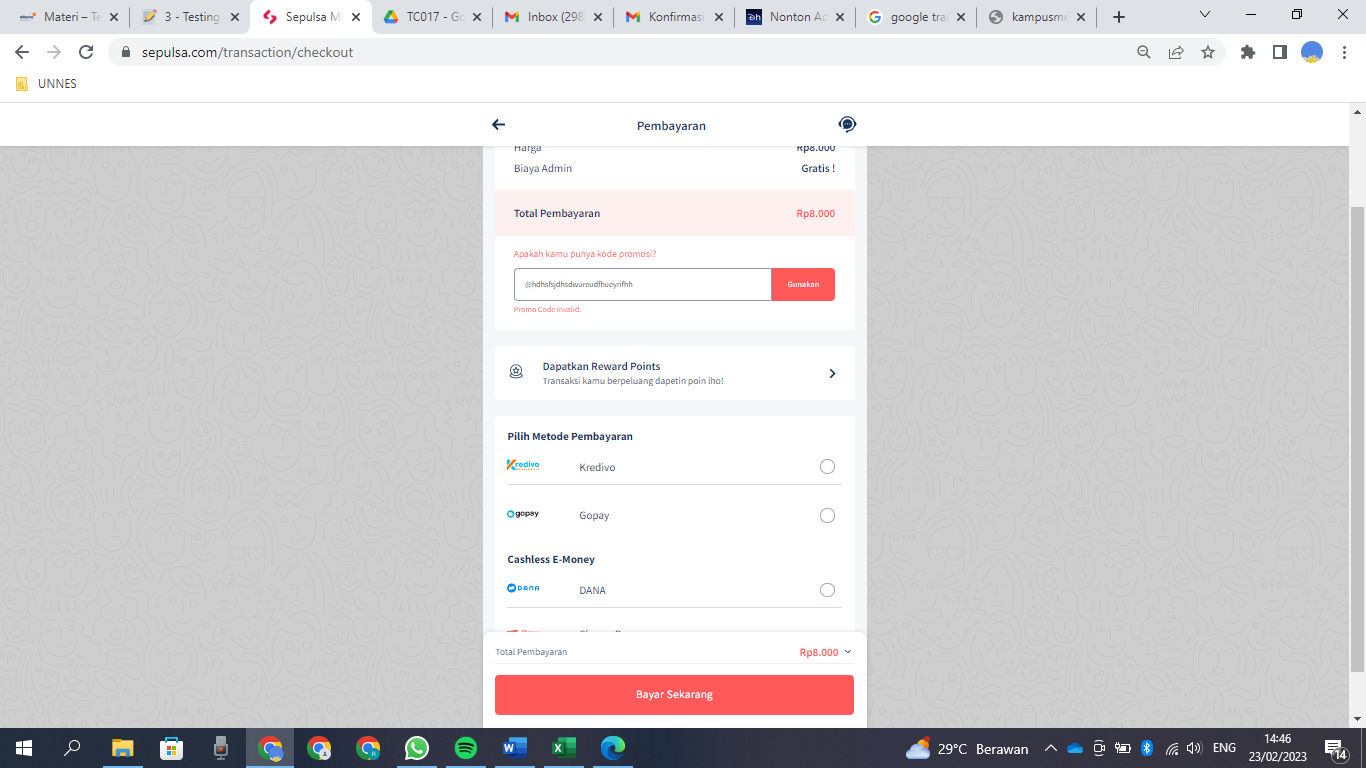 Materi – Te
3 - Testing
Sepulsa M
TC017 - Go
Inbox (298
Konfirmasi
Dh
Nonton Ac
google tra
kampusme
sepulsa.com/transaction/checkout
UNNES
Pembayaran
Harga Rp8.000
Biaya Admin Gratis !
Total Pembayaran Rp8.000
Apakah kamu punya kode promosi?
@hdhsfsjdhsdwureudfhueyrifhh Gunakan
Promo Code invalid.
Dapatkan Reward Points
Transaksi kamu berpeluang dapetin poin lho!
Pilih Metode Pembayaran
Kredivo Kredivo
gopay Gopay
Cashless E-Money
DANA DANA
Total Pembayaran Rp8.000
Bayar Sekarang
29°C Berawan
ENG
14:46
23/02/2023
14